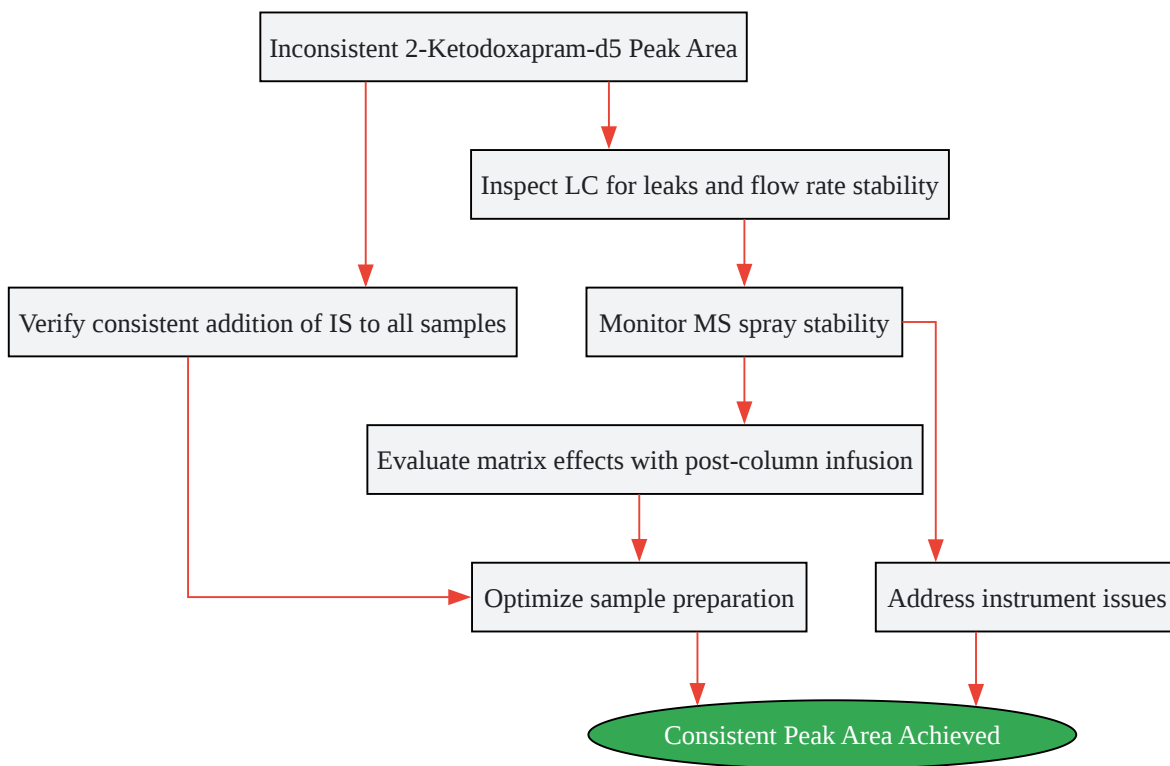 Inconsistent 2-Ketodoxapram-d5 Peak Area
Inspect LC for leaks and flow rate stability
Verify consistent addition of IS to all samples
Monitor MS spray stability
Evaluate matrix effects with post-column infusion
Optimize sample preparation
Address instrument issues
Consistent Peak Area Achieved